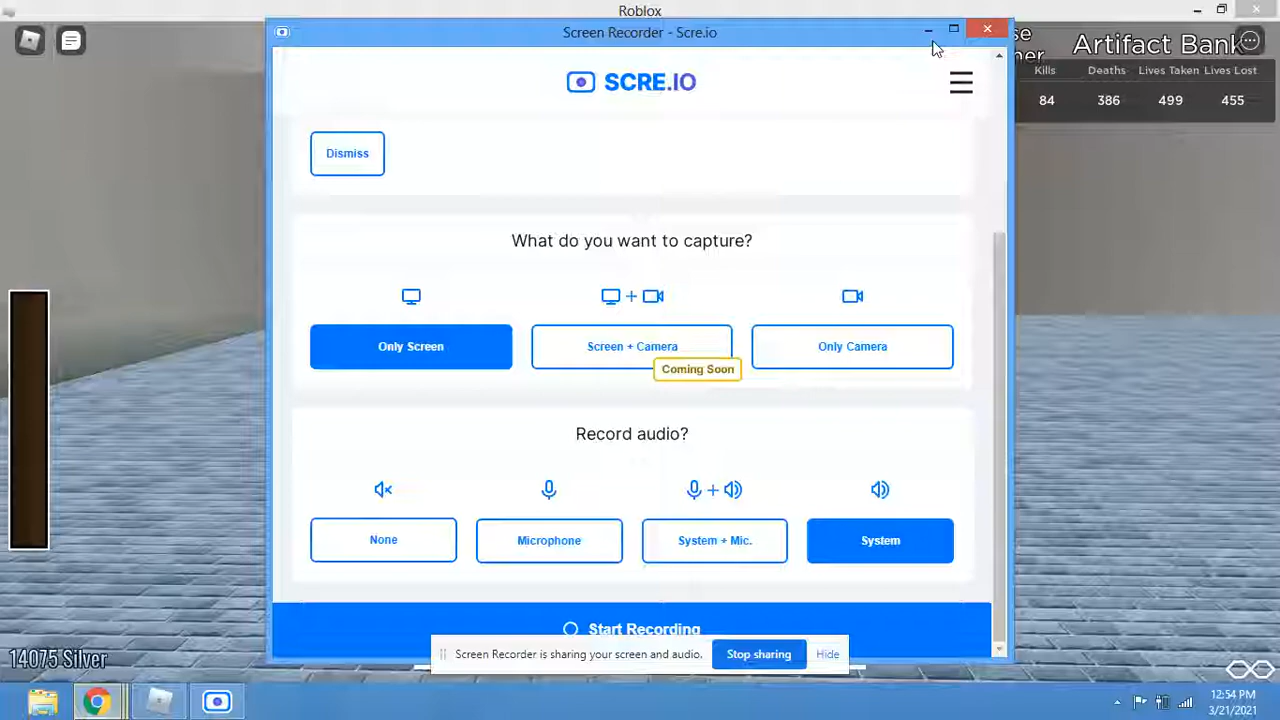 Roblox
Screen Recorder - Scre.io
SCRE.IO
Artifact Bank
Kills Deaths Lives Taken Lives Lost
84 386 499 455
Dismiss
What do you want to capture?
Only Screen
Screen + Camera
Only Camera
Coming Soon
Record audio?
None
Microphone
System + Mic.
System
Start Recording
Screen Recorder is sharing your screen and audio.
Stop sharing
Hide
14075 Silver
12:54 PM
3/21/2021